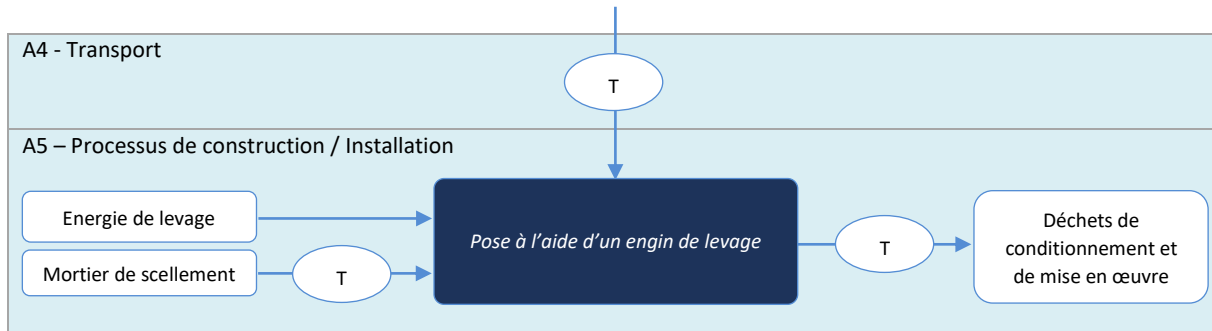 A4 - Transport
T
A5 – Processus de construction / Installation
Energie de levage
Mortier de scellement
T
Pose à l’aide d’un engin de levage
T
Déchets de
conditionnement et
de mise en œuvre